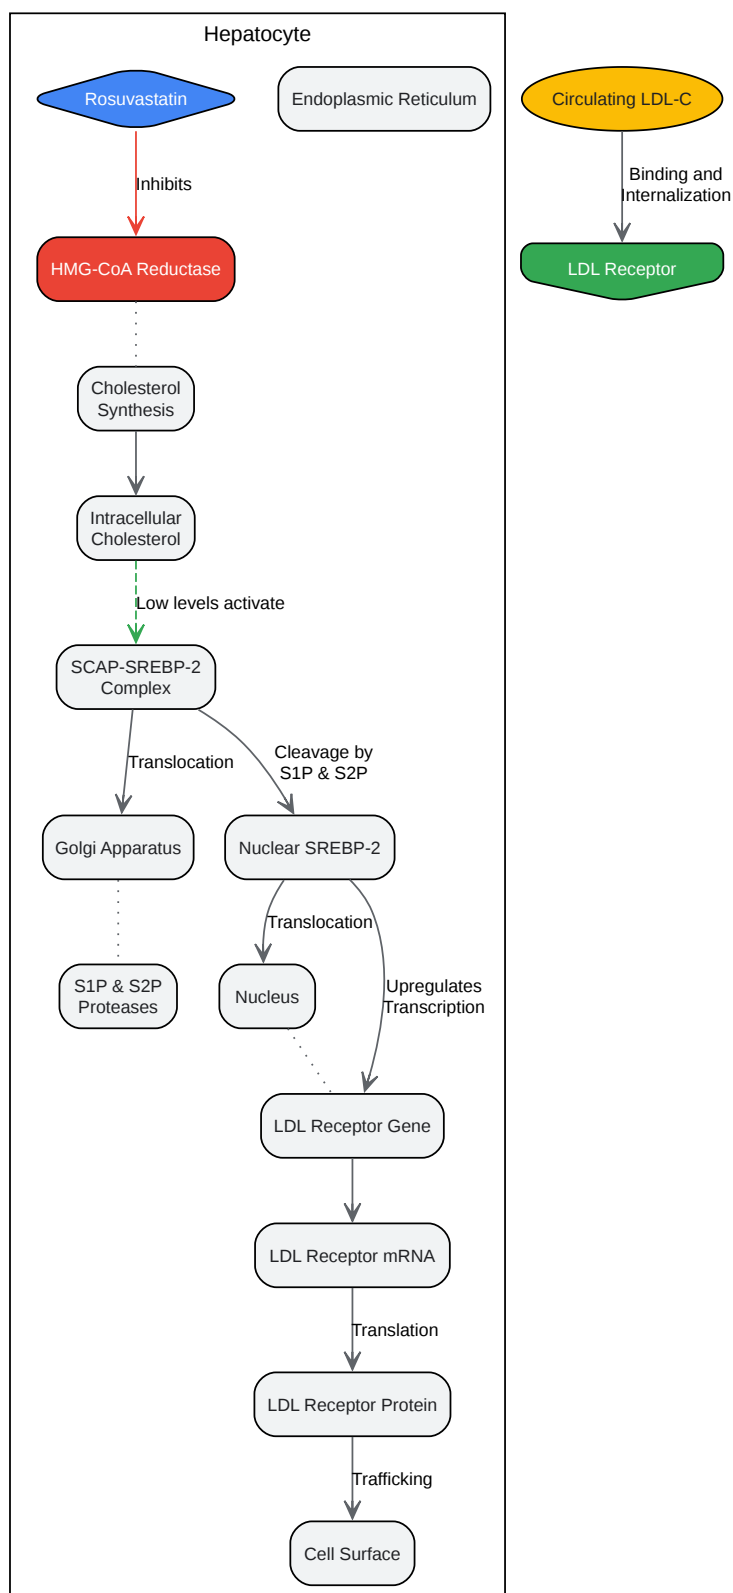 Hepatocyte
Rosuvastatin
Endoplasmic Reticulum
Circulating LDL-C
Inhibits
Binding and
Internalization
HMG-CoA Reductase
LDL Receptor
Cholesterol
Synthesis
Intracellular
Cholesterol
Low levels activate
SCAP-SREBP-2
Complex
Translocation
Cleavage by
S1P & S2P
Golgi Apparatus
Nuclear SREBP-2
Translocation
S1P & S2P
Proteases
Nucleus
Upregulates
Transcription
LDL Receptor Gene
LDL Receptor mRNA
Translation
LDL Receptor Protein
Trafficking
Cell Surface